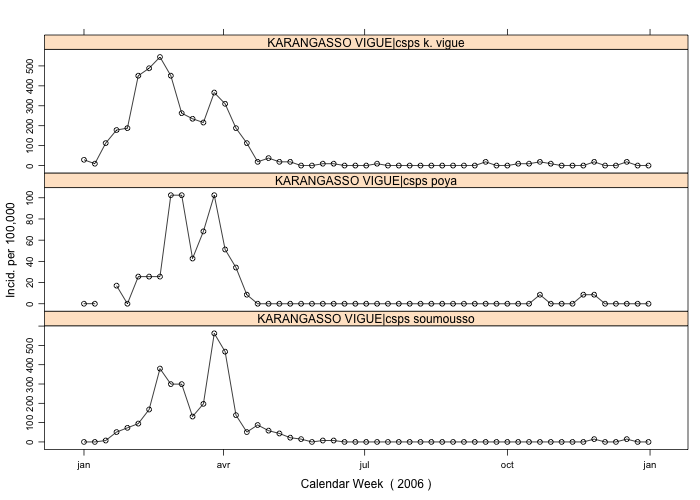 KARANGASSO VIGUE|csps k. vigue
0 100 200 300 400 500
KARANGASSO VIGUE|csps poya
0 20 40 60 80 100
Incid. per 100,000
KARANGASSO VIGUE|csps soumousso
0 100 200 300 400 500
jan avr jul oct jan
Calendar Week ( 2006 )